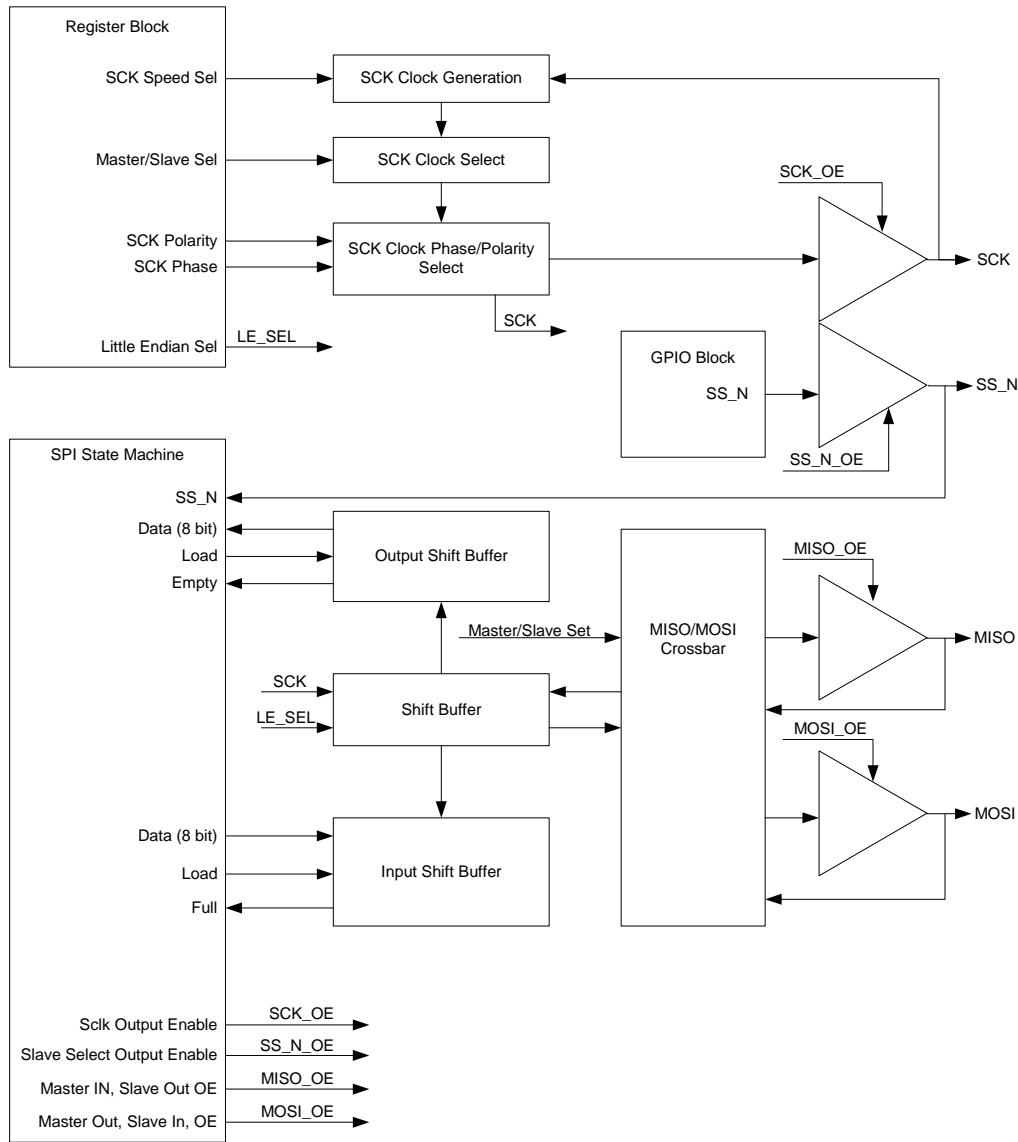 Register Block
SCK Speed Sel
SCK Clock Generation
Master/Slave Sel
SCK Clock Select
SCK_OE
SCK Polarity
SCK Phase
SCK Clock Phase/Polarity
Select
SCK
SCK
Little Endian Sel
LE_SEL
GPIO Block
SS_N
SS_N
SS_N_OE
SPI State Machine
SS_N
Data (8 bit)
Load
Empty
Output Shift Buffer
MISO_OE
Master/Slave Set
MISO/MOSI
Crossbar
MISO
SCK
LE_SEL
Shift Buffer
MOSI_OE
MOSI
Data (8 bit)
Load
Full
Input Shift Buffer
Sclk Output Enable
SCK_OE
Slave Select Output Enable
SS_N_OE
Master IN, Slave Out OE
MISO_OE
Master Out, Slave In, OE
MOSI_OE